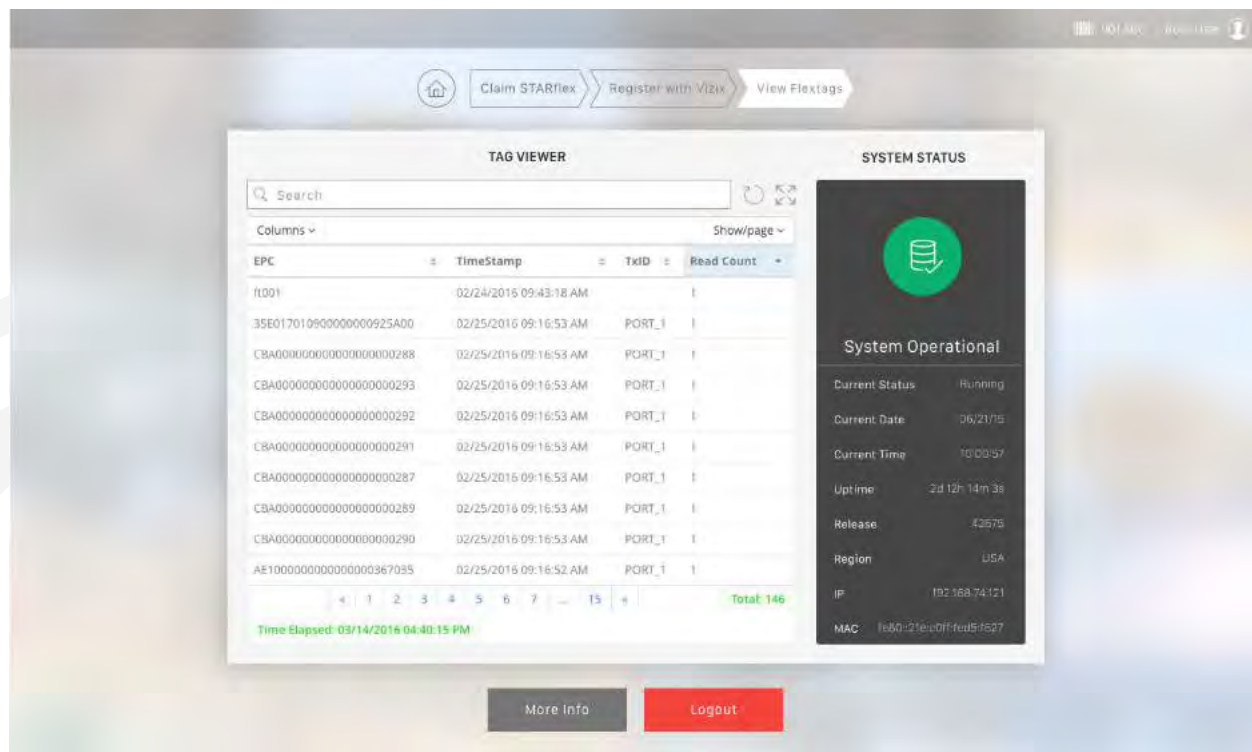 Claim STARflex Register with Vizix View Flextags
TAG VIEWER
Search
Columns Show/page
EPC TimeStamp TxID Read Count
ft001 02/24/2016 09:43:18 AM 1
35E017010900000000925A00 02/25/2016 09:16:53 AM PORT_1 1
CBA000000000000000000288 02/25/2016 09:16:53 AM PORT_1 1
CBA000000000000000000293 02/25/2016 09:16:53 AM PORT_1 1
CBA000000000000000000292 02/25/2016 09:16:53 AM PORT_1 1
CBA000000000000000000291 02/25/2016 09:16:53 AM PORT_1 1
CBA000000000000000000287 02/25/2016 09:16:53 AM PORT_1 1
CBA000000000000000000289 02/25/2016 09:16:53 AM PORT_1 1
CBA000000000000000000290 02/25/2016 09:16:53 AM PORT_1 1
AE1000000000000000367035 02/25/2016 09:16:52 AM PORT_1 1
« 1 2 3 4 5 6 7 ... 15 » Total: 146
Time Elapsed: 03/14/2016 04:40:15 PM
SYSTEM STATUS
System Operational
Current Status Running
Current Date
Current Time 10:00:57
Uptime 2d 12h 14m 3s
Release 42675
Region USA
IP 192.168.74.121
MAC
More Info
Logout